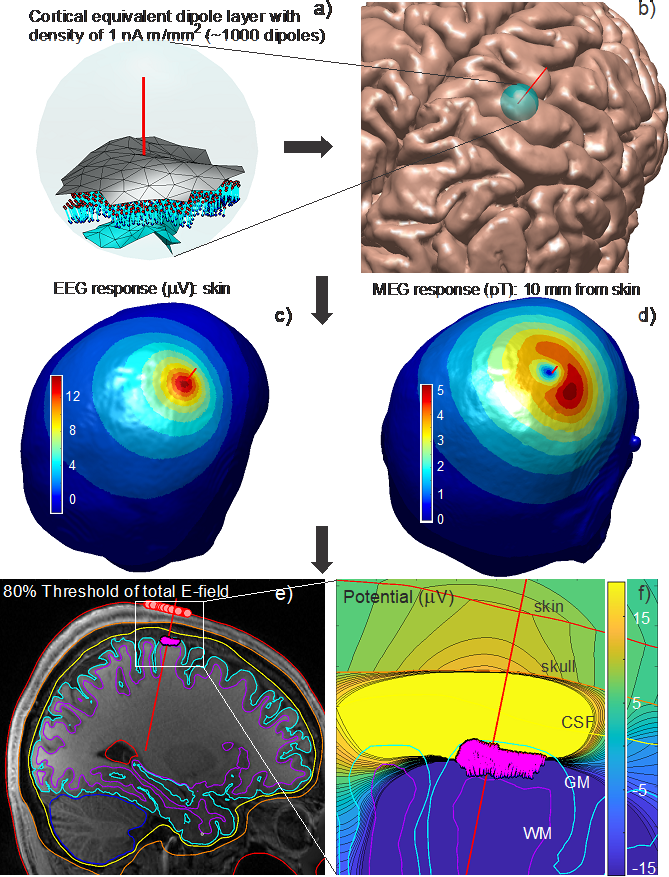 Cortical equivalent dipole layer with
density of 1 nA m/mm² (~1000 dipoles)
a)
b)
EEG response (μV): skin
c)
MEG response (pT): 10 mm from skin
d)
12
8
4
0
5
4
3
2
1
0
80% Threshold of total E-field
e)
Potential (μV)
f)
skin
skull
CSF
GM
WM
15
5
-5
-15